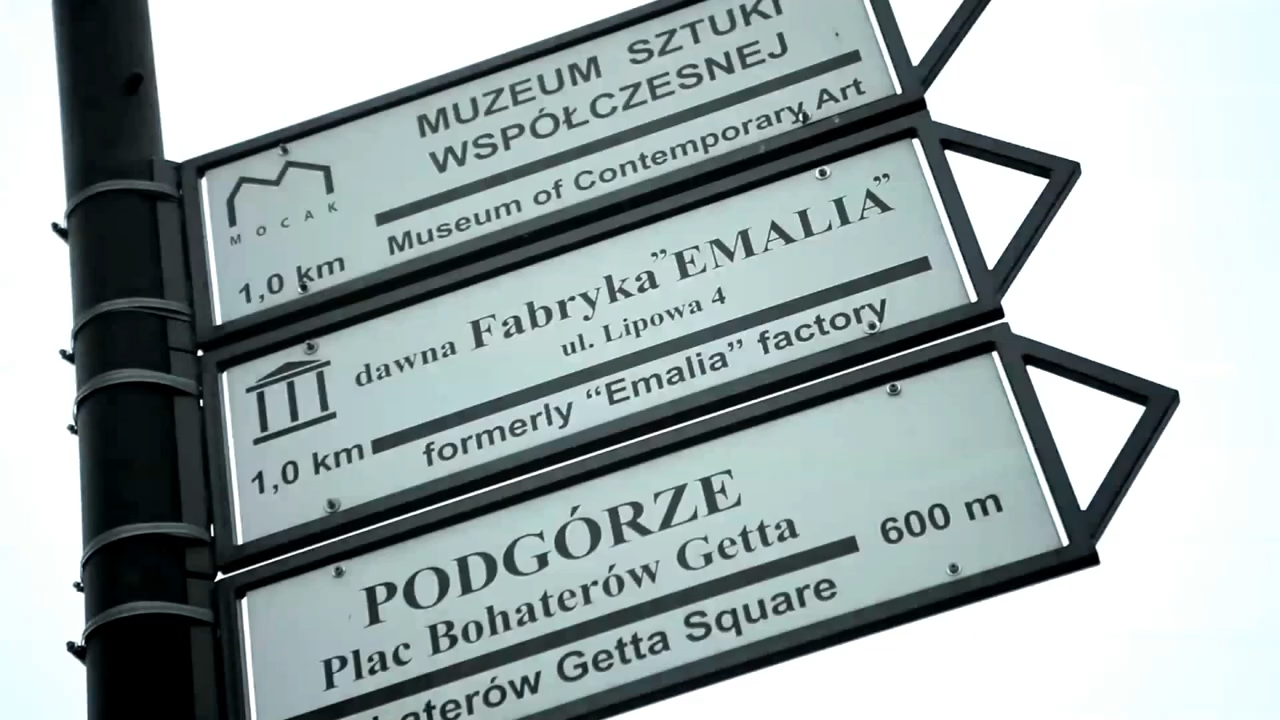 MUZEUM SZTUKI
WSPÓŁCZESNEJ
Museum of Contemporary Art
MOCAK
1,0 km
dawna Fabryka "EMALIA"
ul. Lipowa 4
formerly “Emalia” factory
1,0 km
PODGÓRZE
Plac Bohaterów Getta
600 m
Getta Square